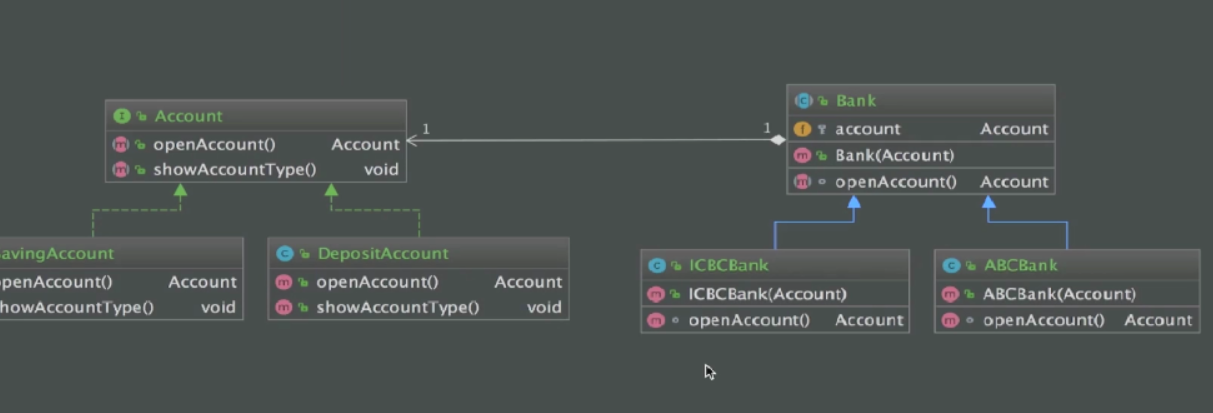 Account
openAccount() Account
showAccountType() void
1
1
Bank
account Account
Bank(Account)
openAccount() Account
avingAccount
penAccount() Account
howAccountType() void
DepositAccount
openAccount() Account
showAccountType() void
ICBCBank
ICBCBank(Account)
openAccount() Account
ABCBank
ABCBank(Account)
openAccount() Account